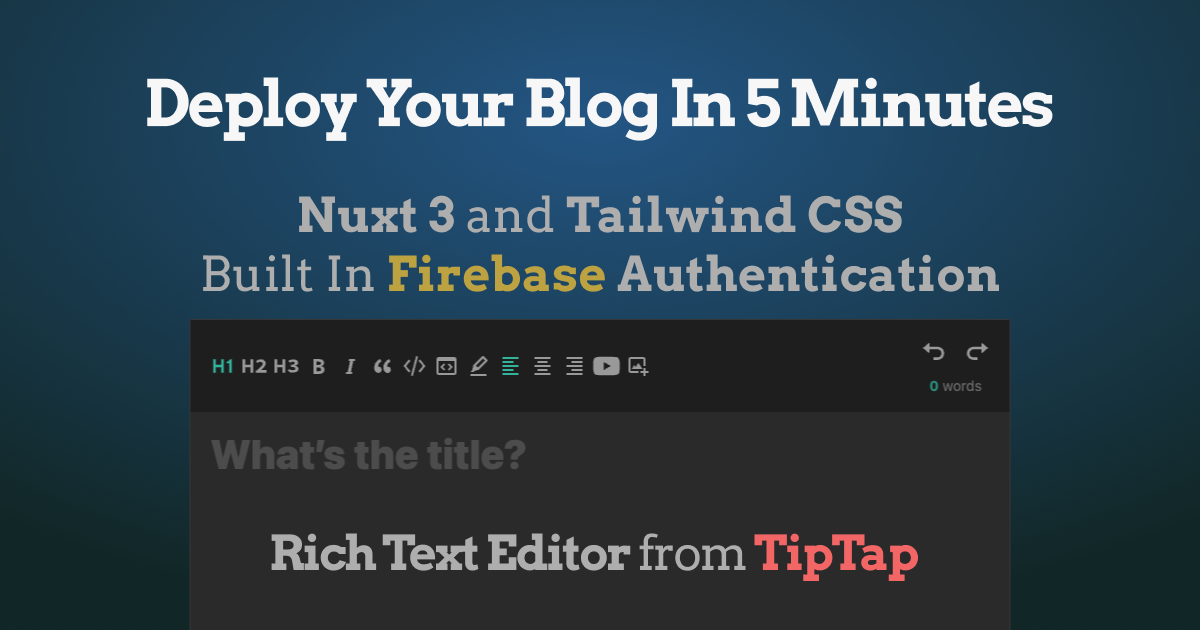 Deploy Your Blog In 5 Minutes
Nuxt 3 and Tailwind CSS
Built In Firebase Authentication
H1 H2 H3 B I
0 words
What's the title?
Rich Text Editor from TipTap